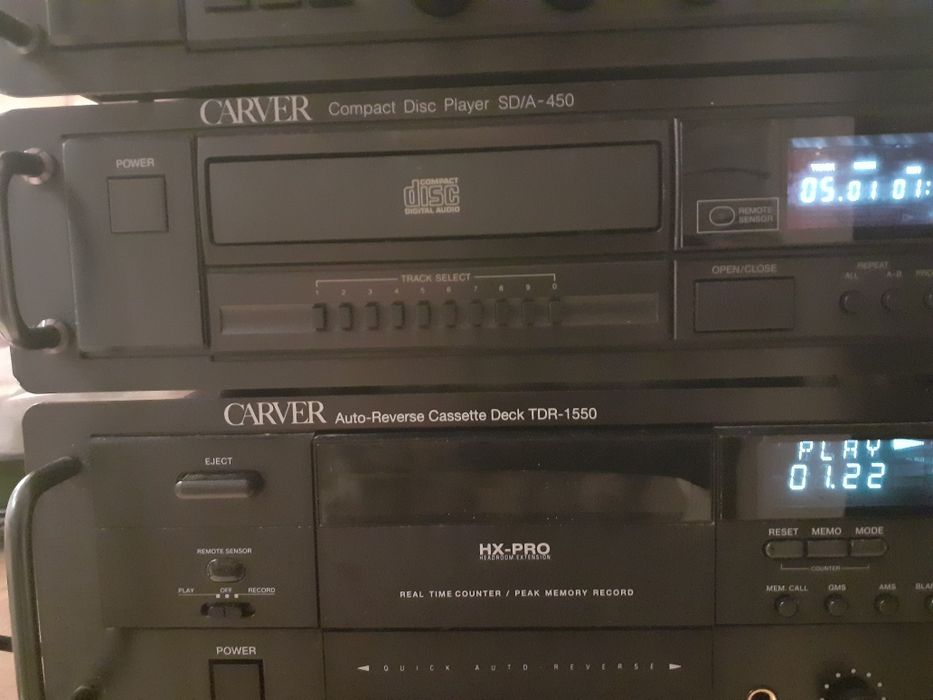 CARVER Compact Disc Player SD/A-450
POWER
COMPACT
disc
DIGITAL AUDIO
REMOTE
SENSOR
05.01 01:
TRACK SELECT
1 2 3 4 5 6 7 8 9 0
OPEN/CLOSE
REPEAT
ALL A-B
CARVER Auto-Reverse Cassette Deck TDR-1550
EJECT
REMOTE SENSOR
PLAY OFF RECORD
POWER
HX-PRO
HEADROOM EXTENSION
REAL TIME COUNTER / PEAK MEMORY RECORD
QUICK AUTO-REVERSE
PLAY
01.22
RESET MEMO MODE
COUNTER
MEM. CALL QMS AMS